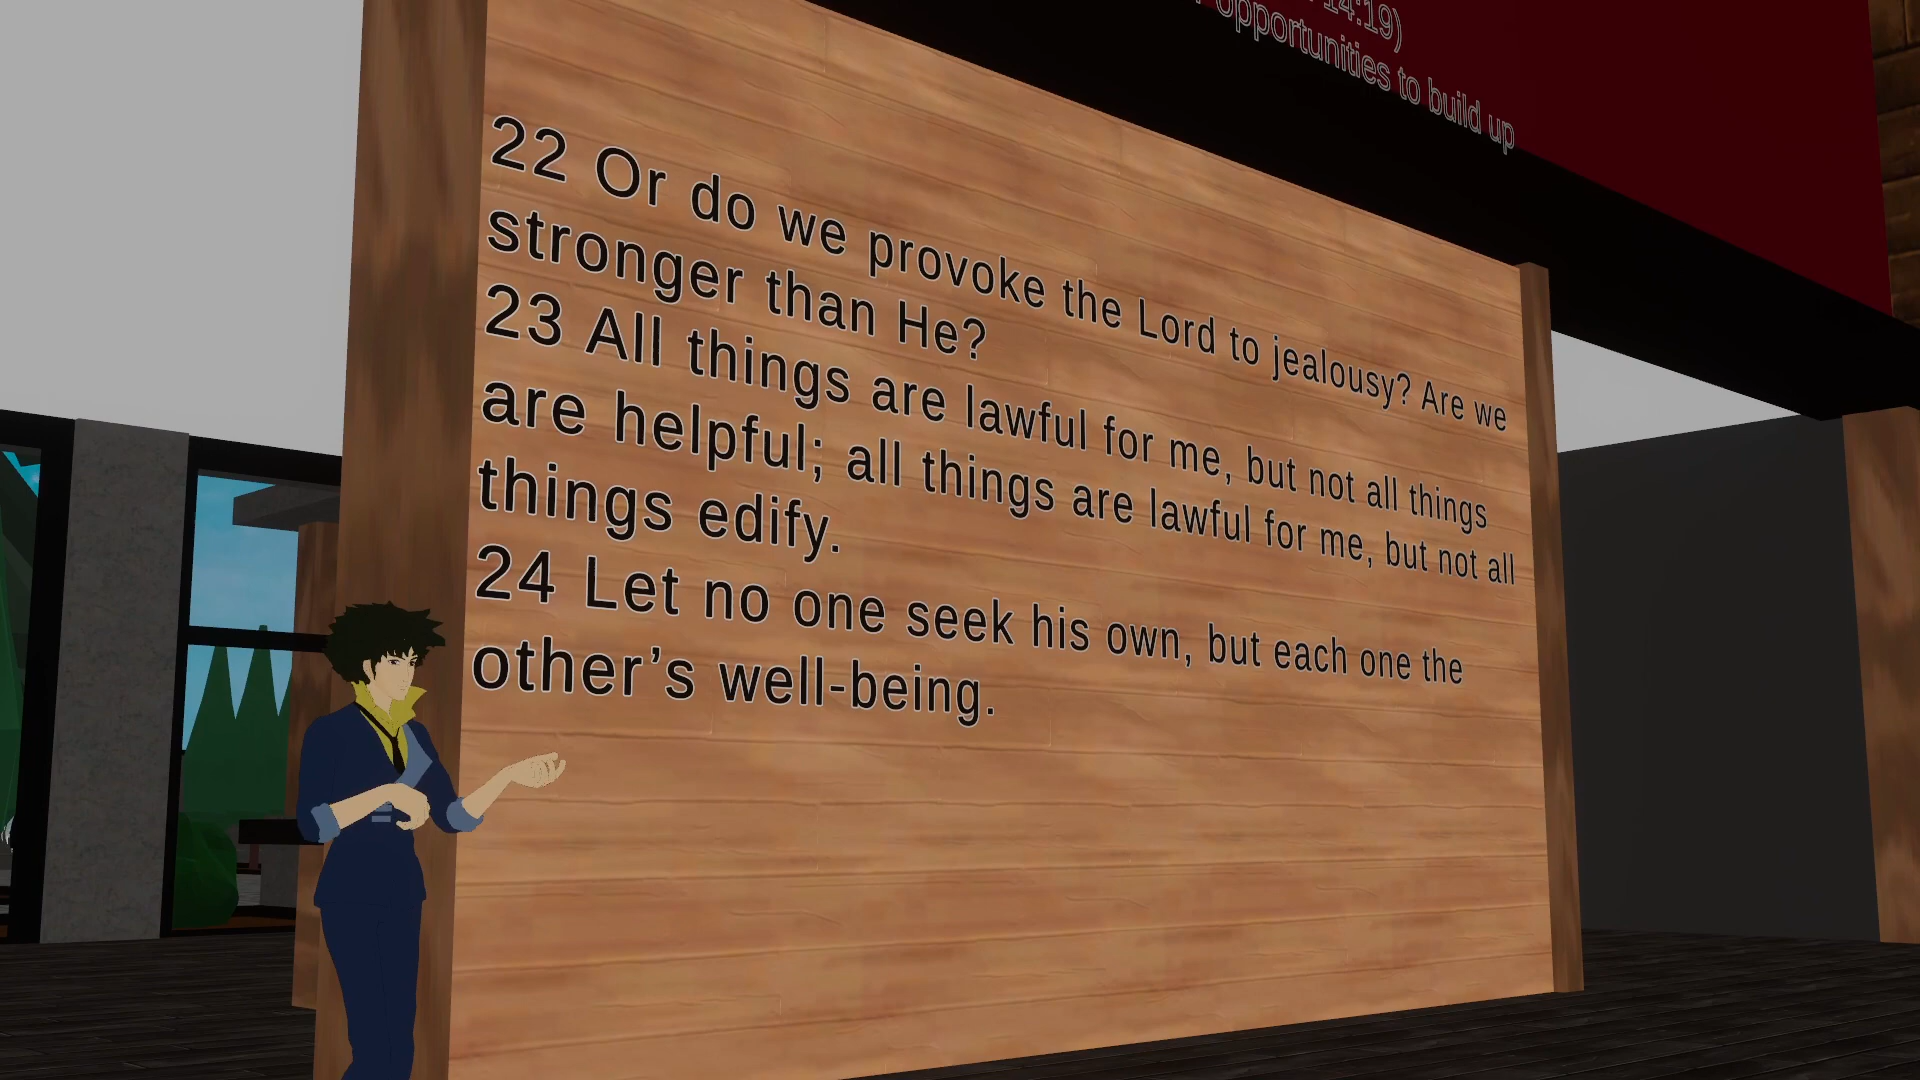 14:19)
opportunities to build up
22 Or do we provoke the Lord to jealousy? Are we
stronger than He?
23 All things are lawful for me, but not all things
are helpful; all things are lawful for me, but not all
things edify.
24 Let no one seek his own, but each one the
other’s well-being.